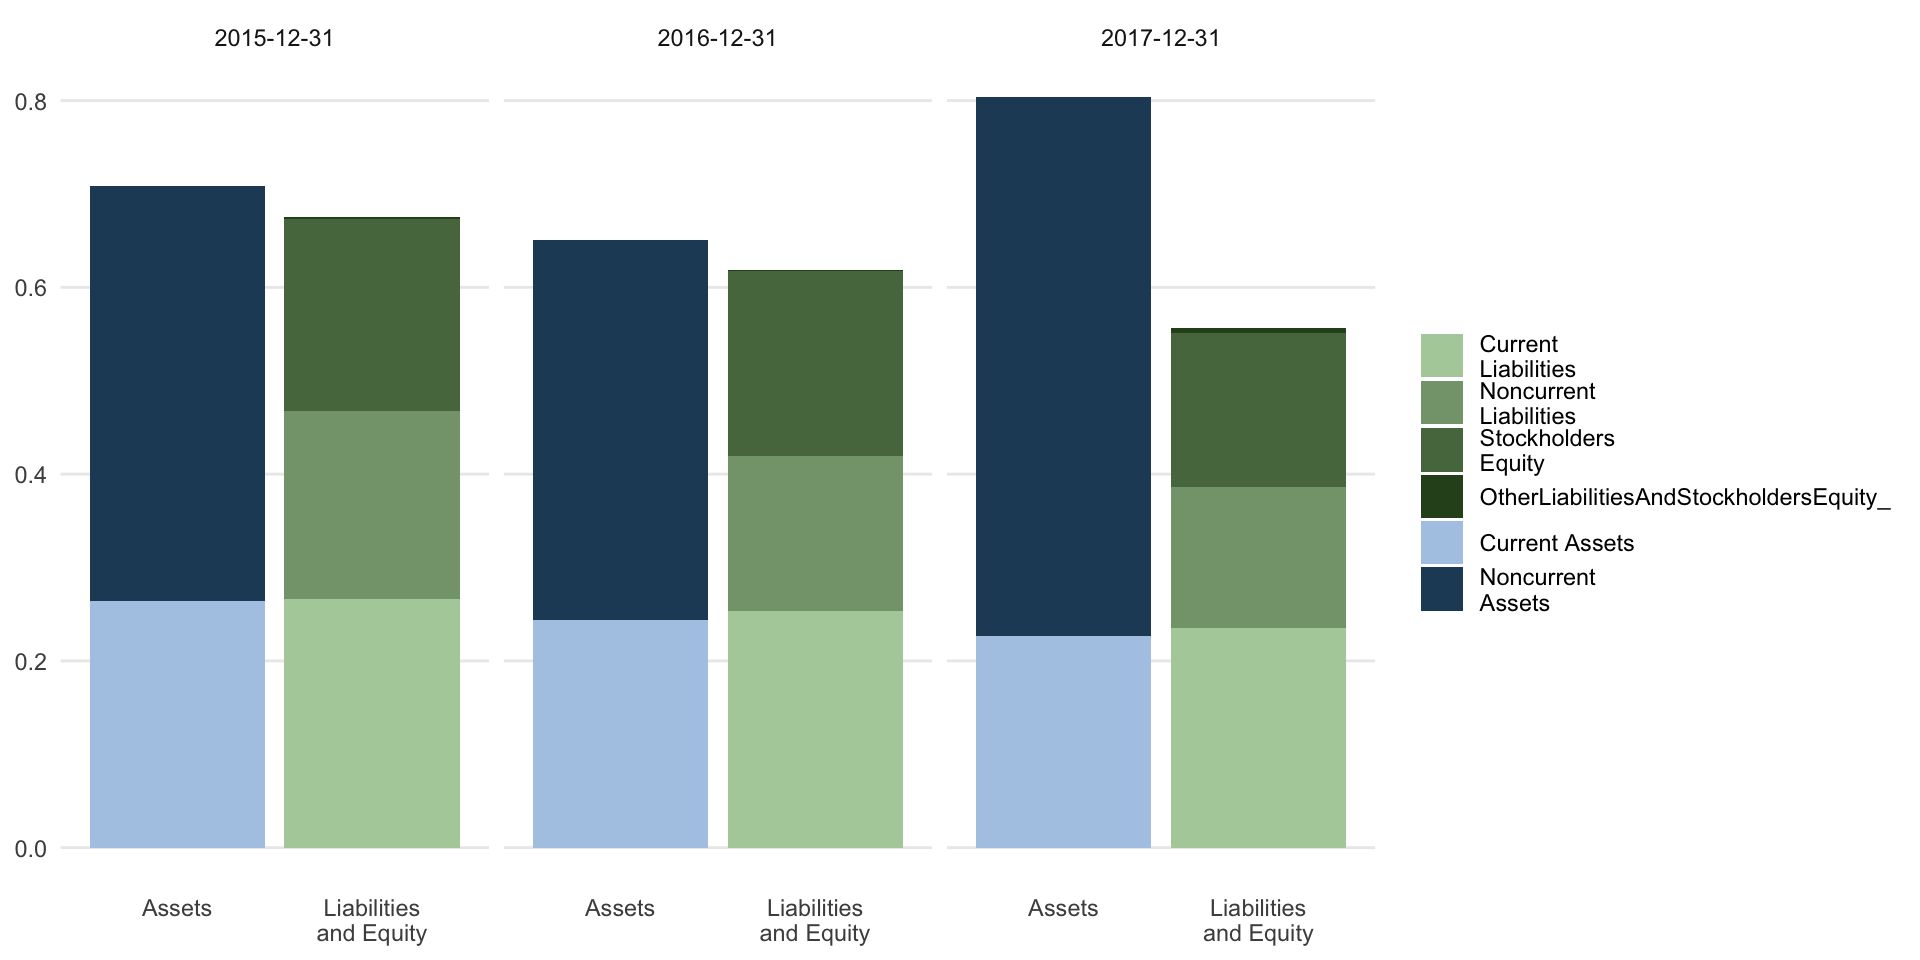 2015-12-31
2016-12-31
2017-12-31
0.8
0.6
0.4
0.2
0.0
Assets
Liabilities
and Equity
Assets
Liabilities
and Equity
Assets
Liabilities
and Equity
Current
Liabilities
Noncurrent
Liabilities
Stockholders
Equity
OtherLiabilitiesAndStockholdersEquity_
Current Assets
Noncurrent
Assets